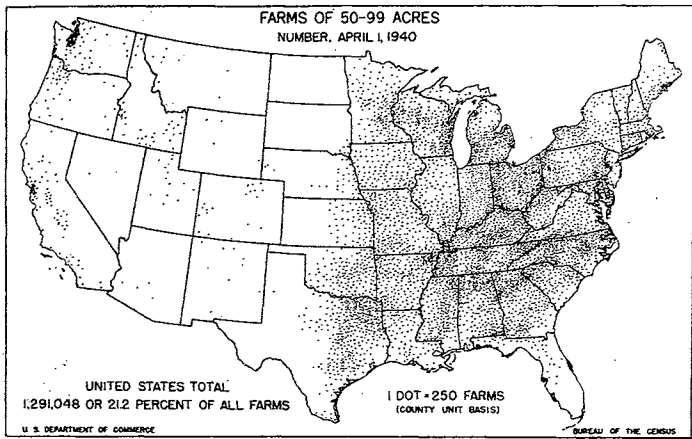 FARMS OF 50-99 ACRES
NUMBER, APRIL 1, 1940
UNITED STATES TOTAL
1,291,048 OR 21.2 PERCENT OF ALL FARMS
1 DOT = 250 FARMS
(COUNTY UNIT BASIS)
U. S. DEPARTMENT OF COMMERCE
BUREAU OF THE CENSUS